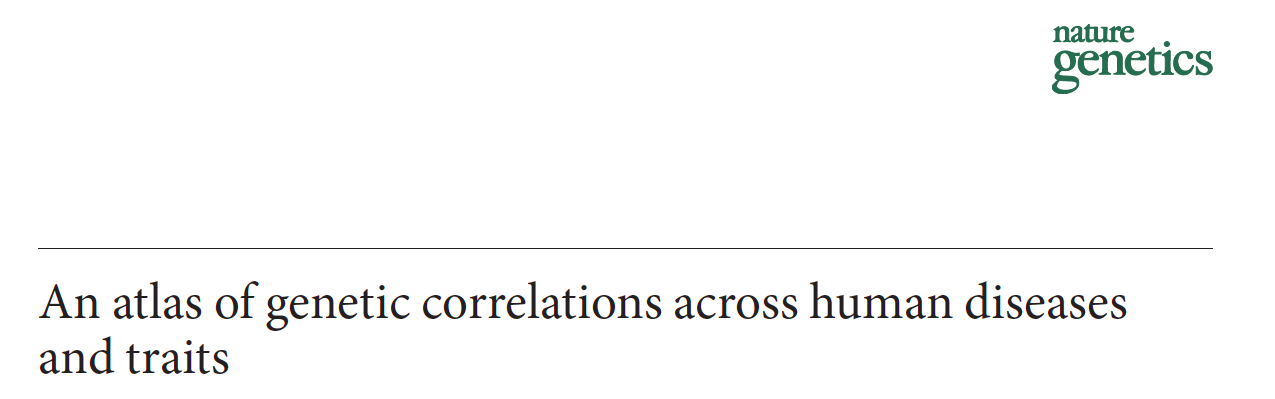 nature
genetics
An atlas of genetic correlations across human diseases
and traits